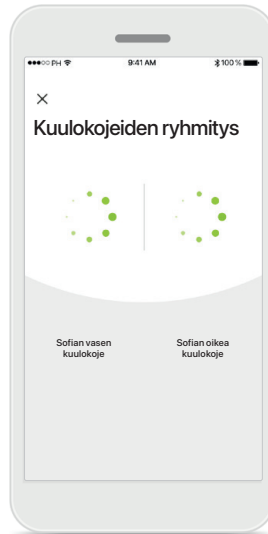 PH 9:41 AM 100%
Kuulokojeiden ryhmitys
Sofian vasen kuulokoje
Sofian oikea kuulokoje